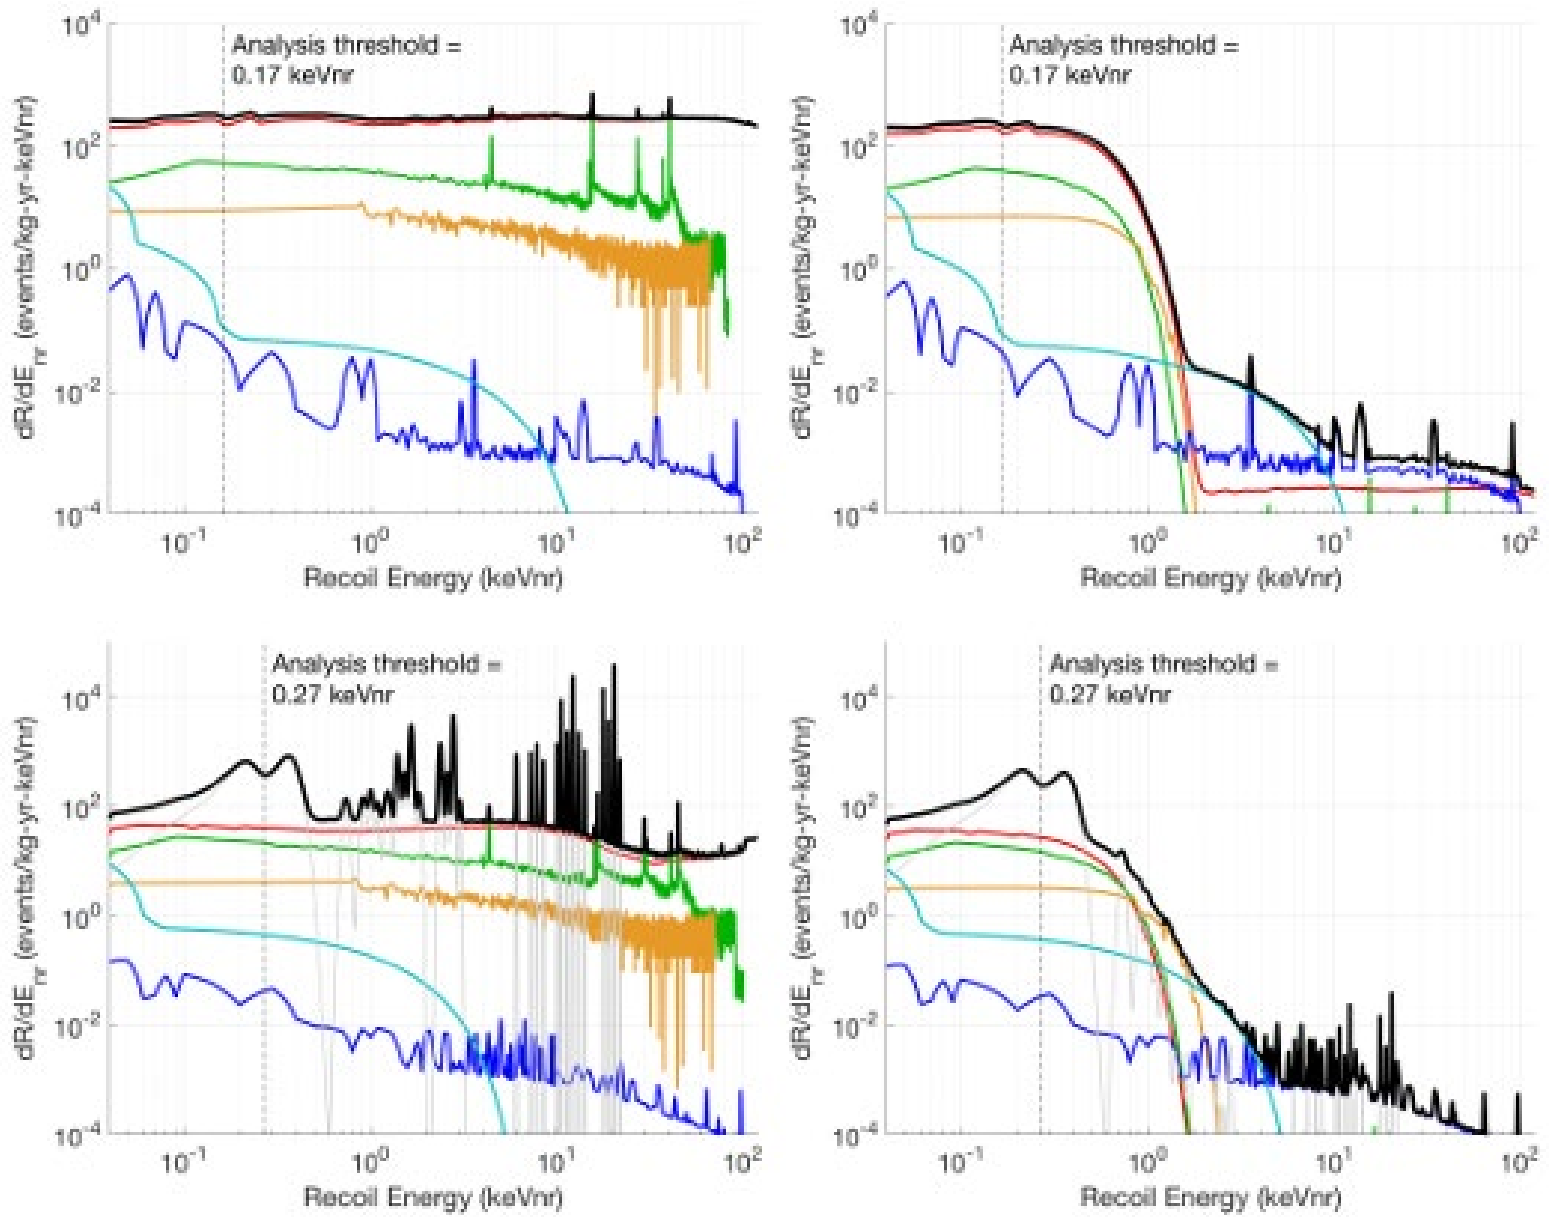 Analysis threshold =
0.17 keVnr
dR/dE_nr (events/kg-yr-keVnr)
10^4
10^2
10^0
10^-2
10^-4
10^-1
10^0
10^1
10^2
Recoil Energy (keVnr)
Analysis threshold =
0.17 keVnr
dR/dE_nr (events/kg-yr-keVnr)
10^4
10^2
10^0
10^-2
10^-4
10^-1
10^0
10^1
10^2
Recoil Energy (keVnr)
Analysis threshold =
0.27 keVnr
dR/dE_nr (events/kg-yr-keVnr)
10^4
10^2
10^0
10^-2
10^-4
10^-1
10^0
10^1
10^2
Recoil Energy (keVnr)
Analysis threshold =
0.27 keVnr
dR/dE_nr (events/kg-yr-keVnr)
10^4
10^2
10^0
10^-2
10^-4
10^-1
10^0
10^1
10^2
Recoil Energy (keVnr)